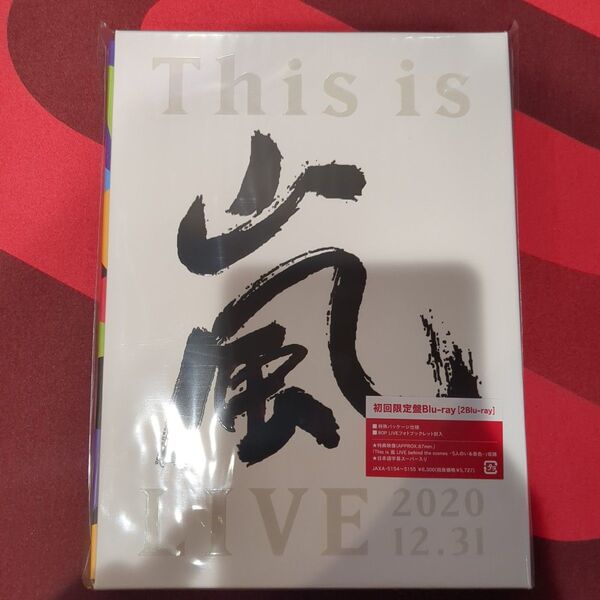 This is
嵐
LIVE 2020
12.31
初回限定盤Blu-ray [2Blu-ray]
■特殊パッケージ仕様
■80P LIVEフォトブックレット封入
★特典映像(APPROX.87min.)
「This is 嵐 LIVE behind the scenes -5人のいる景色-」収録
★日本語字幕スーパー入り
JAXA-5154〜5155 ¥6,300(税抜価格¥5,727)